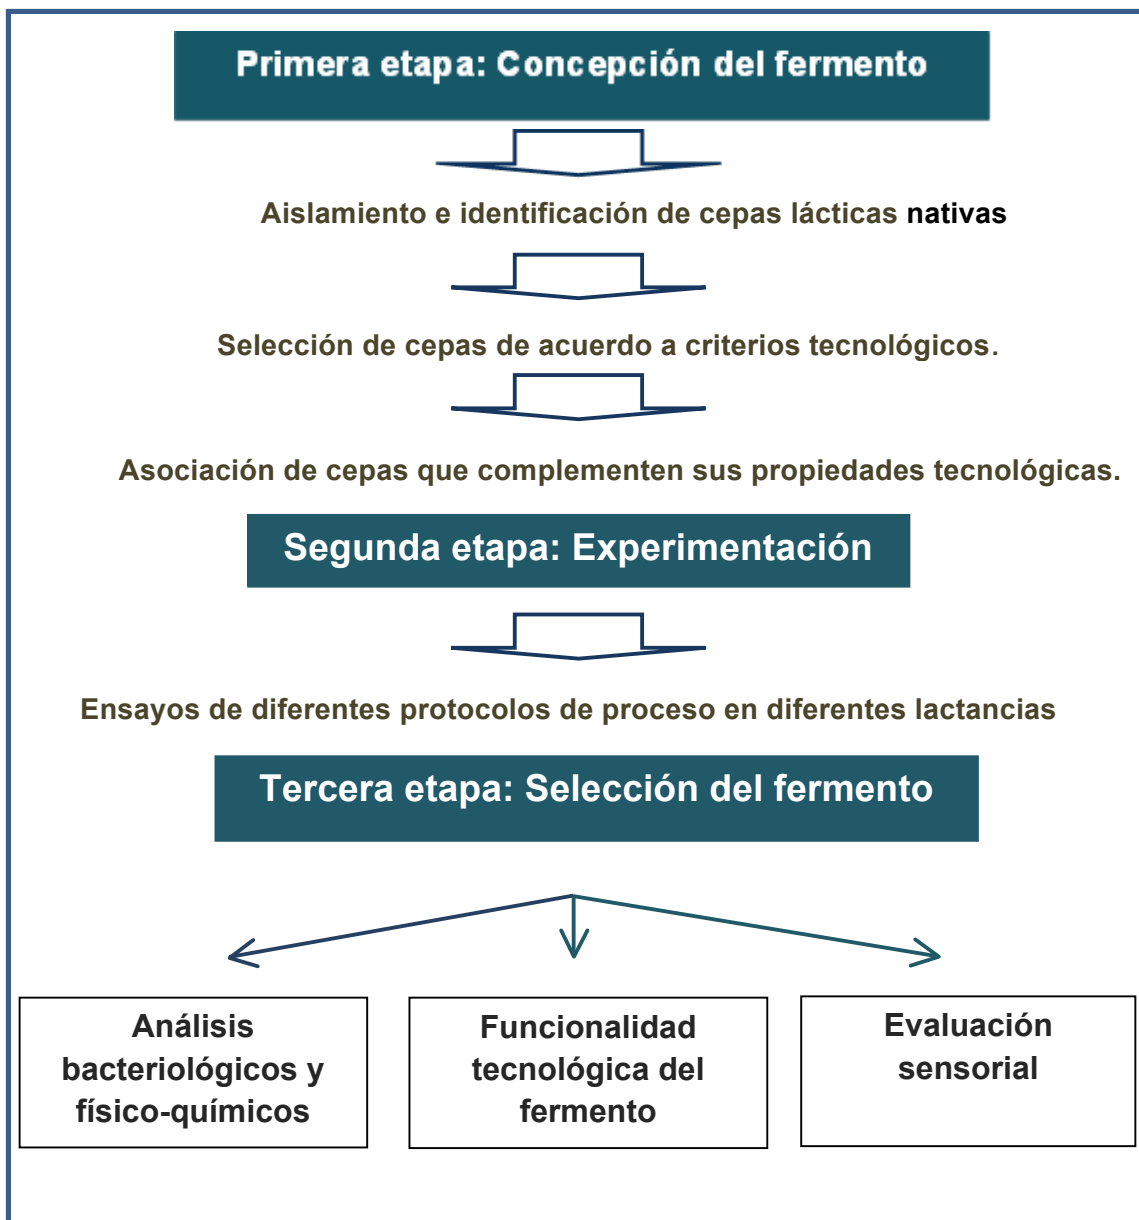 Primera etapa: Concepción del fermento
Aislamiento e identificación de cepas lácticas nativas
Selección de cepas de acuerdo a criterios tecnológicos.
Asociación de cepas que complementen sus propiedades tecnológicas.
Segunda etapa: Experimentación
Ensayos de diferentes protocolos de proceso en diferentes lactancias
Tercera etapa: Selección del fermento
Análisis
bacteriológicos y
físico-químicos
Funcionalidad
tecnológica del
fermento
Evaluación
sensorial